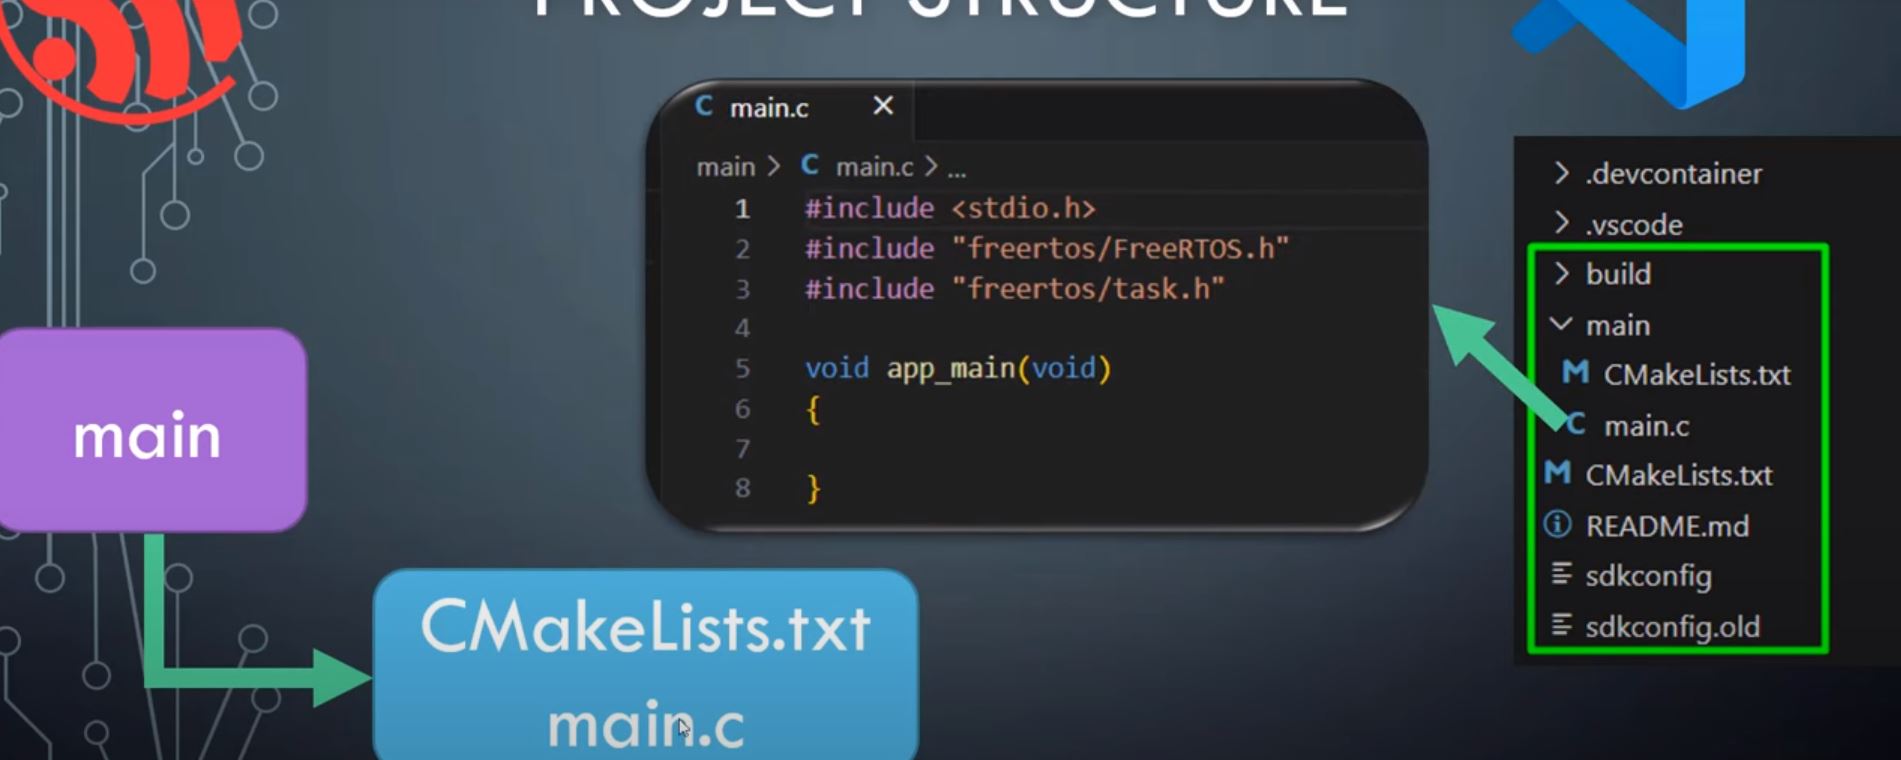 PROJECT STRUCTURE
main.c
main > main.c > ...
1 #include <stdio.h>
2 #include "freertos/FreeRTOS.h"
3 #include "freertos/task.h"
4
5 void app_main(void)
6 {
7
8 }
main
CMakeLists.txt
main.c
.devcontainer
.vscode
build
main
CMakeLists.txt
main.c
CMakeLists.txt
README.md
sdkconfig
sdkconfig.old